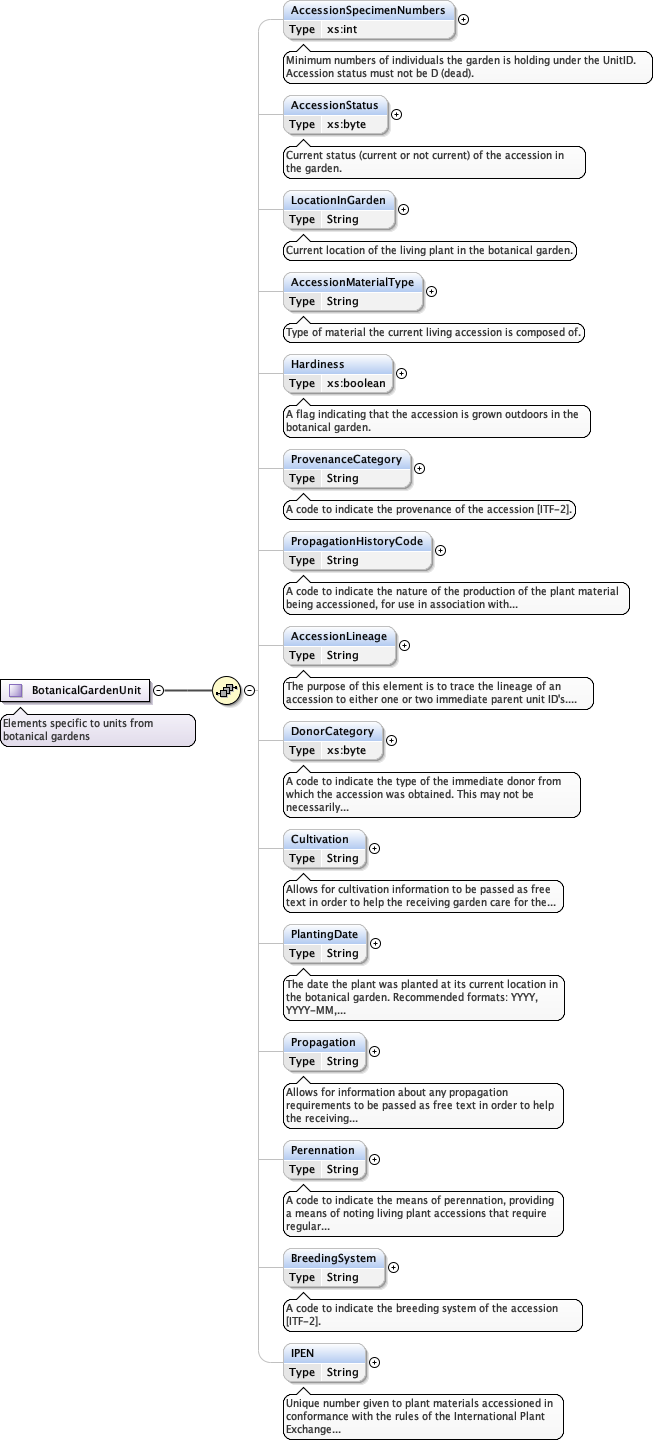 AccessionSpecimenNumbers
Type xs:int
Minimum numbers of individuals the garden is holding under the UnitID.
Accession status must not be D (dead).
AccessionStatus
Type xs:byte
Current status (current or not current) of the accession in
the garden.
LocationInGarden
Type String
Current location of the living plant in the botanical garden.
AccessionMaterialType
Type String
Type of material the current living accession is composed of.
Hardiness
Type xs:boolean
A flag indicating that the accession is grown outdoors in the
botanical garden.
ProvenanceCategory
Type String
A code to indicate the provenance of the accession [ITF-2].
PropagationHistoryCode
Type String
A code to indicate the nature of the production of the plant material
being accessioned, for use in association with...
AccessionLineage
Type String
The purpose of this element is to trace the lineage of an
accession to either one or two immediate parent unit ID's....
BotanicalGardenUnit
Elements specific to units from
botanical gardens
DonorCategory
Type xs:byte
A code to indicate the type of the immediate donor from
which the accession was obtained. This may not be
necessarily...
Cultivation
Type String
Allows for cultivation information to be passed as free
text in order to help the receiving garden care for the...
PlantingDate
Type String
The date the plant was planted at its current location in
the botanical garden. Recommended formats: YYYY,
YYYY-MM,...
Propagation
Type String
Allows for information about any propagation
requirements to be passed as free text in order to help
the receiving...
Perennation
Type String
A code to indicate the means of perennation, providing
a means of noting living plant accessions that require
regular...
BreedingSystem
Type String
A code to indicate the breeding system of the accession
[ITF-2].
IPEN
Type String
Unique number given to plant materials accessioned in
conformance with the rules of the International Plant
Exchange...